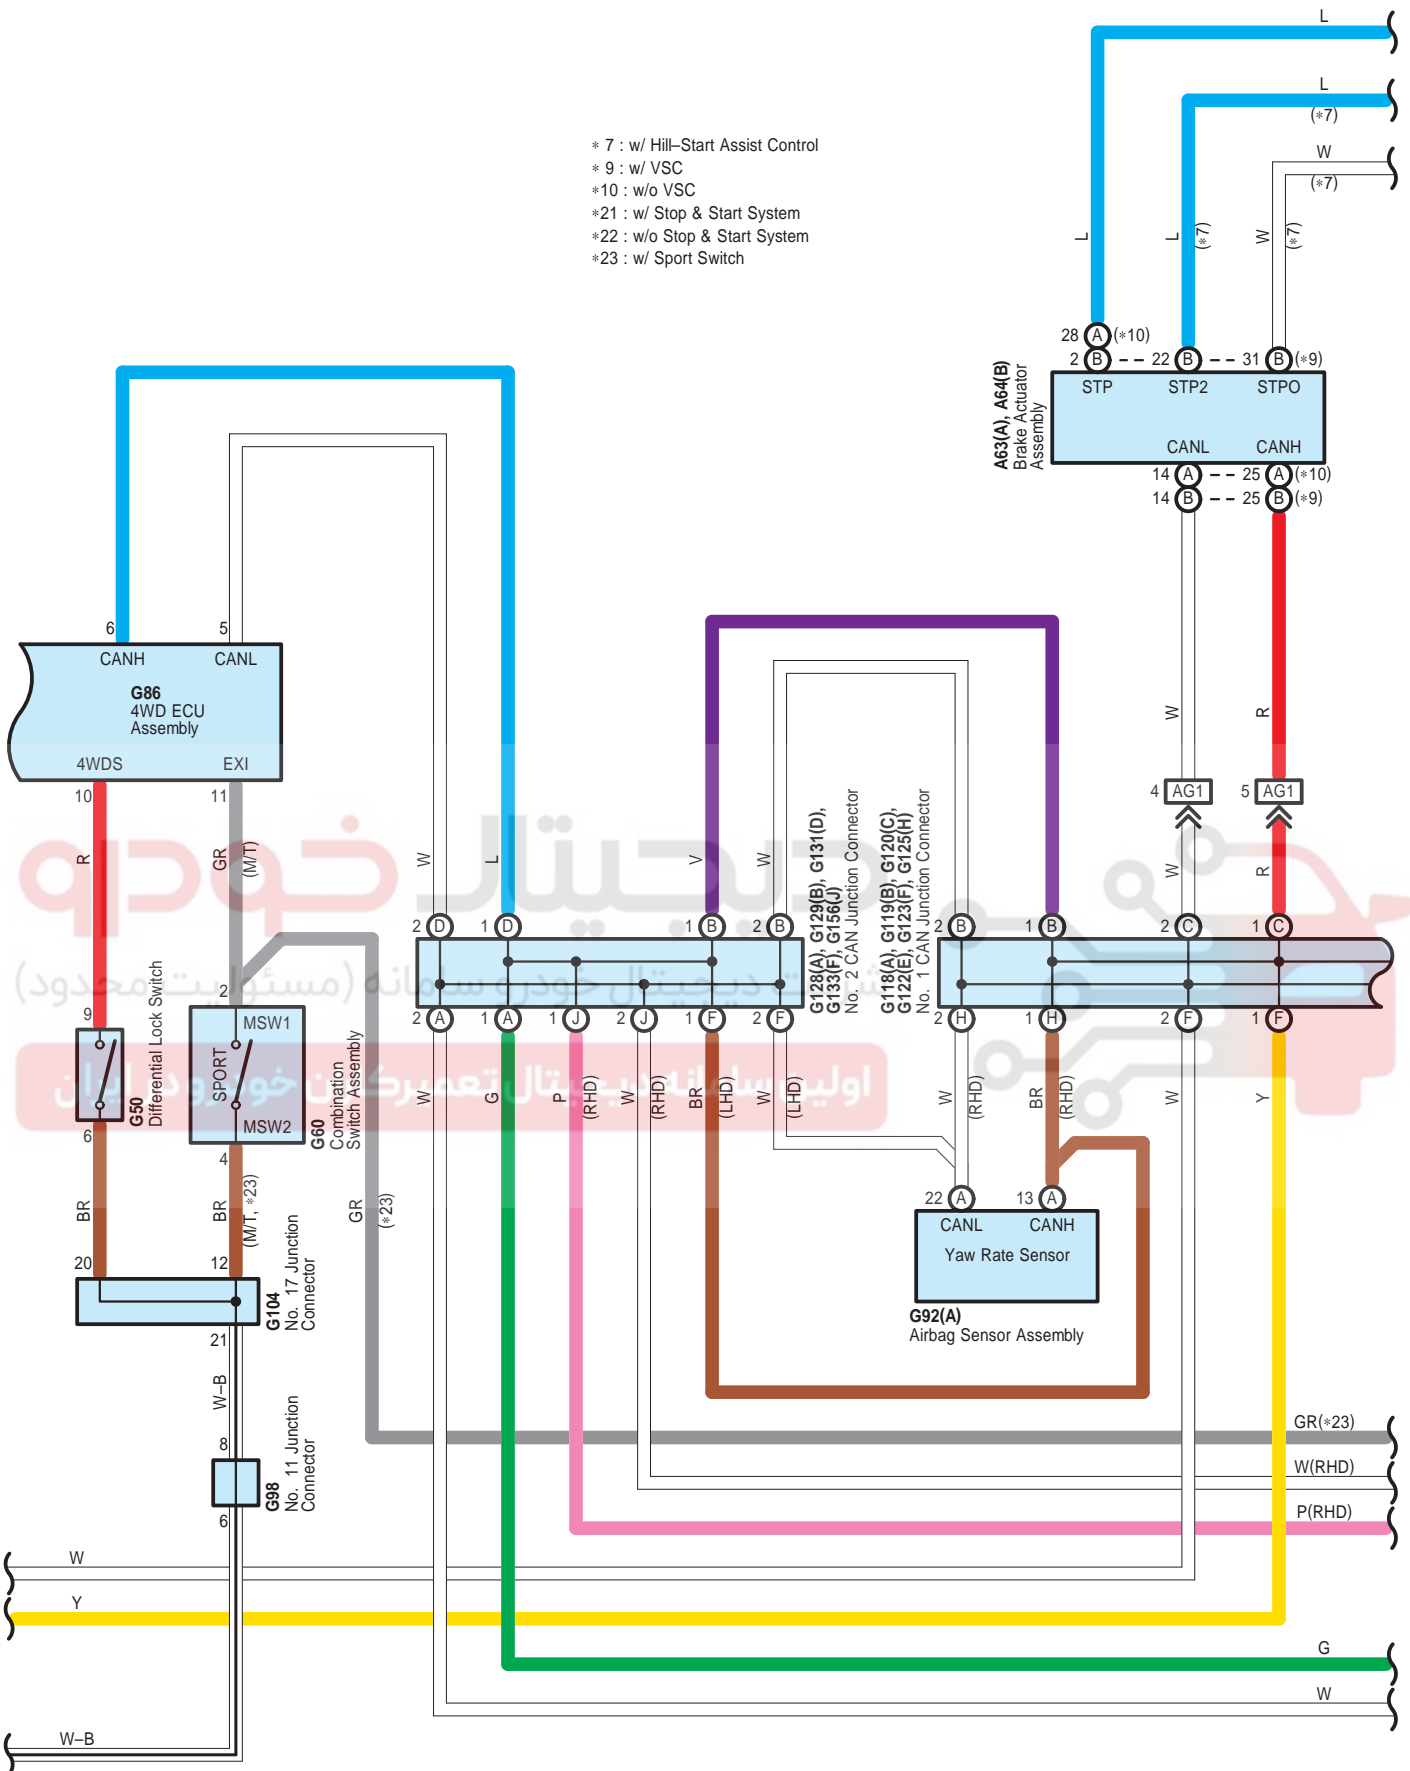 L
L
(*7)
W
(*7)
* 7 : w/ Hill–Start Assist Control
* 9 : w/ VSC
*10 : w/o VSC
*21 : w/ Stop & Start System
*22 : w/o Stop & Start System
*23 : w/ Sport Switch
L
L
(*7)
W
(*7)
28 A (*10)
2 B 22 B 31 B (*9)
STP STP2 STPO
CANL CANH
A63(A), A64(B)
Brake Actuator
Assembly
14 A 25 A (*10)
14 B 25 B (*9)
6 5
CANH CANL
G86
4WD ECU
Assembly
4WDS EXI
10 11
W R
4 AG1 5 AG1
R
GR
(M/T)
W L V W W R
دیجیتال خودرو
شرکت دیجیتال خودرو سامانه (مسئولیت محدود)
اولین سامانه دیجیتال تعمیرکاران خودرو در ایران
2 D 1 D 1 B 2 B
G128(A), G129(B), G131(D),
G133(F), G156(J)
No. 2 CAN Junction Connector
G118(A), G119(B), G120(C),
G122(E), G123(F), G125(H)
No. 1 CAN Junction Connector
2 B 1 B 2 C 1 C
2 A 1 A 1 J 2 J 1 F 2 F
2 H 1 H 2 F 1 F
9
6
G50
Differential Lock Switch
2
MSW1
SPORT
MSW2
4
G60
Combination
Switch Assembly
W G
P
(RHD)
W
(RHD)
BR
(LHD)
W
(LHD)
W
(RHD)
BR
(RHD)
W Y
BR
BR
(M/T, *23)
GR
(*23)
22 A 13 A
CANL CANH
Yaw Rate Sensor
G92(A)
Airbag Sensor Assembly
20 12
G104
No. 17 Junction
Connector
21
W–B
8
G98
No. 11 Junction
Connector
6
GR(*23)
W(RHD)
P(RHD)
W
Y
G
W
W–B